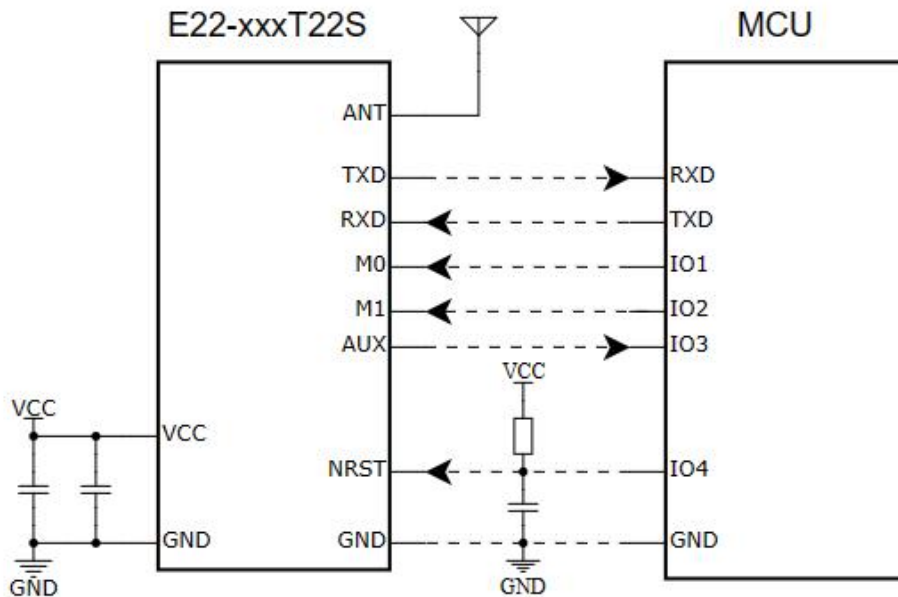 E22-xxxT22S
MCU
ANT
TXD
RXD
RXD
TXD
M0
IO1
M1
IO2
AUX
IO3
VCC
VCC
VCC
NRST
IO4
GND
GND
GND
GND
GND